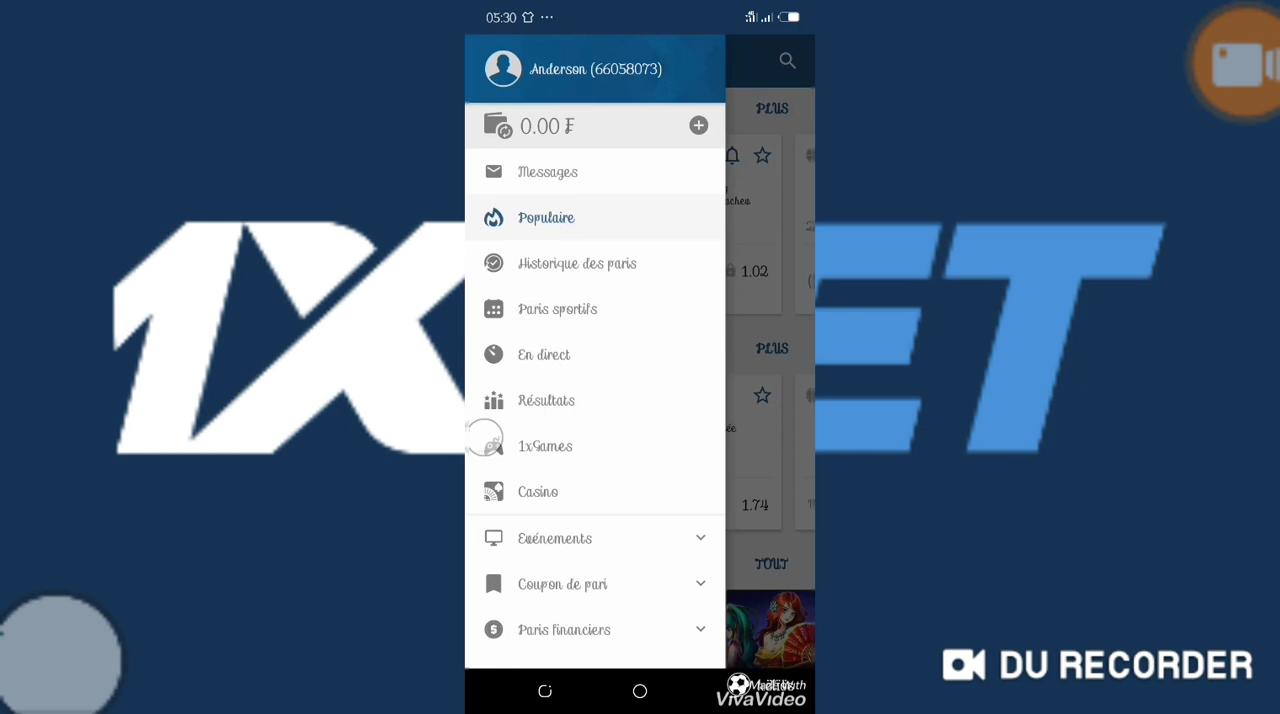 05:30
Anderson (66058073)
0.00 ₣
Messages
Populaire
Historique des paris
Paris sportifs
En direct
Résultats
1xGames
Casino
Evénements
Coupon de pari
Paris financiers
PLUS
1.02
PLUS
1.74
TOUT
1X
ET
DU RECORDER
VivaVideo